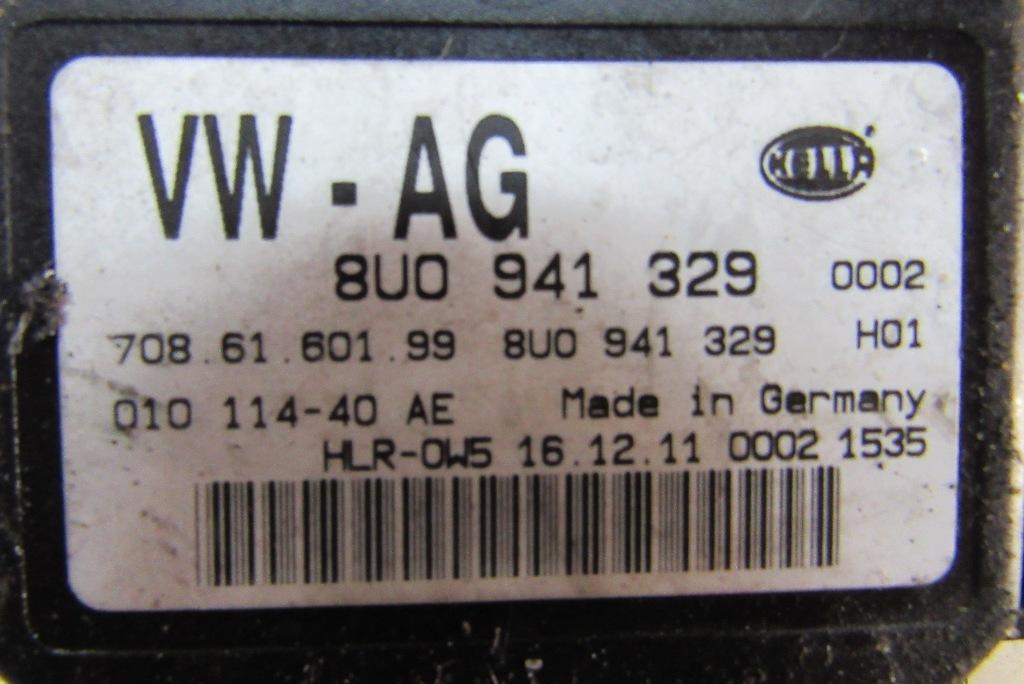 VW - AG HELLA
8U0 941 329 0002
708.61.601.99 8U0 941 329 H01
010 114-40 AE Made in Germany
HLR-0W5 16.12.11 0002 1535